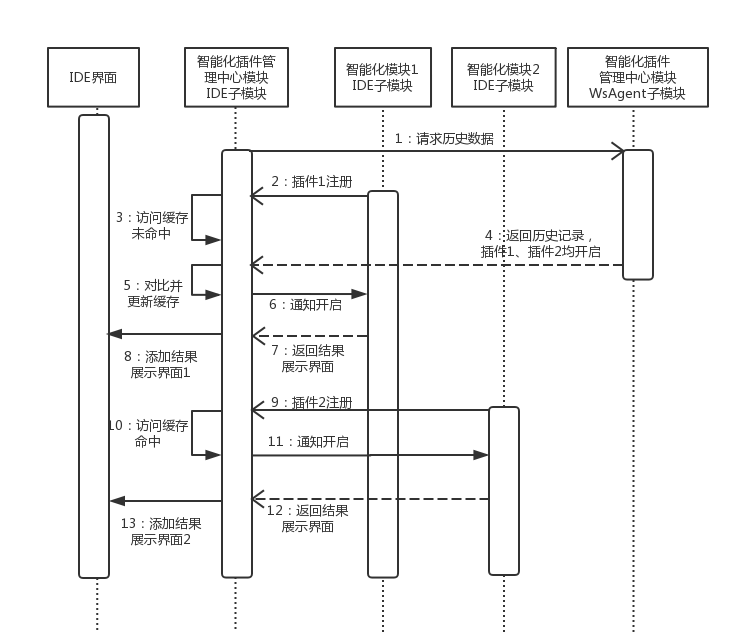 IDE界面
智能化插件管
理中心模块
IDE子模块
智能化模块1
IDE子模块
智能化模块2
IDE子模块
智能化插件
管理中心模块
WsAgent子模块
1：请求历史数据
2：插件1注册
3：访问缓存
未命中
4：返回历史记录，
插件1、插件2均开启
5：对比并
更新缓存
6：通知开启
7：返回结果
展示界面
8：添加结果
展示界面1
9：插件2注册
10：访问缓存
命中
11：通知开启
12：返回结果
展示界面
13：添加结果
展示界面2